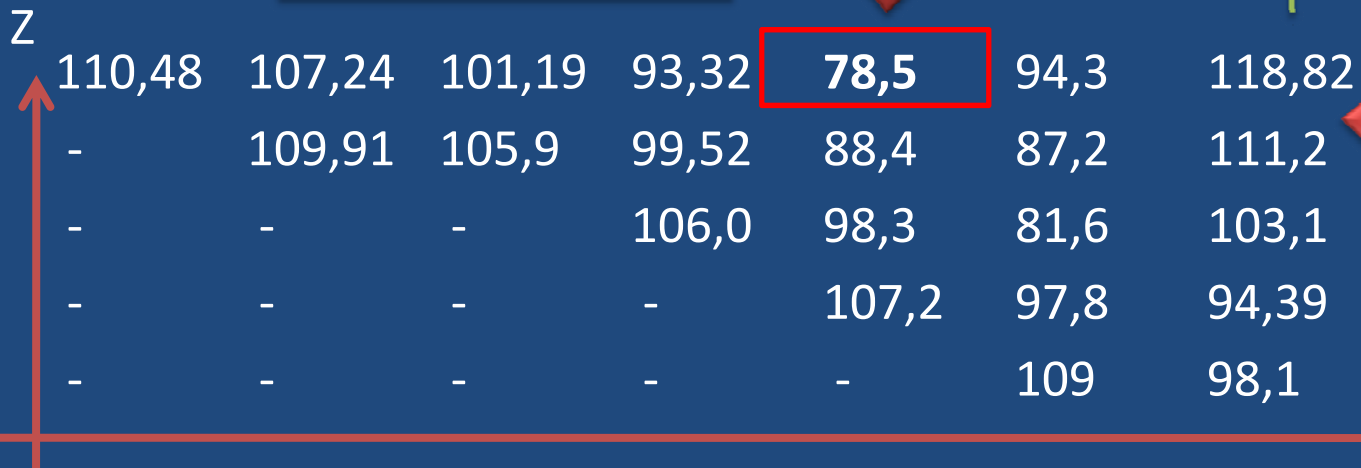 Z
110,48 107,24 101,19 93,32 78,5 94,3 118,82
- 109,91 105,9 99,52 88,4 87,2 111,2
- - - 106,0 98,3 81,6 103,1
- - - - 107,2 97,8 94,39
- - - - - 109 98,1